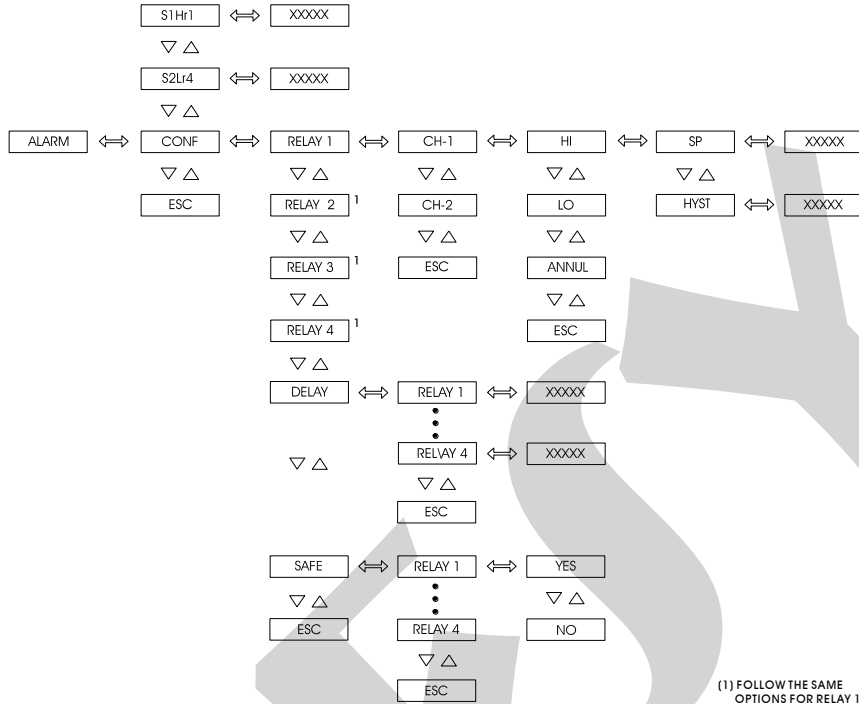 S1Hr1 XXXXX
S2Lr4 XXXXX
ALARM CONF RELAY 1 CH-1 HI SP XXXXX
ESC RELAY 2 1 CH-2 LO HYST XXXXX
RELAY 3 1 ESC ANNUL
RELAY 4 1 ESC
DELAY RELAY 1 XXXXX
REL\AY 4 XXXXX
ESC
SAFE RELAY 1 YES
ESC RELAY 4 NO
ESC
(1) FOLLOW THE SAME
OPTIONS FOR RELAY 1